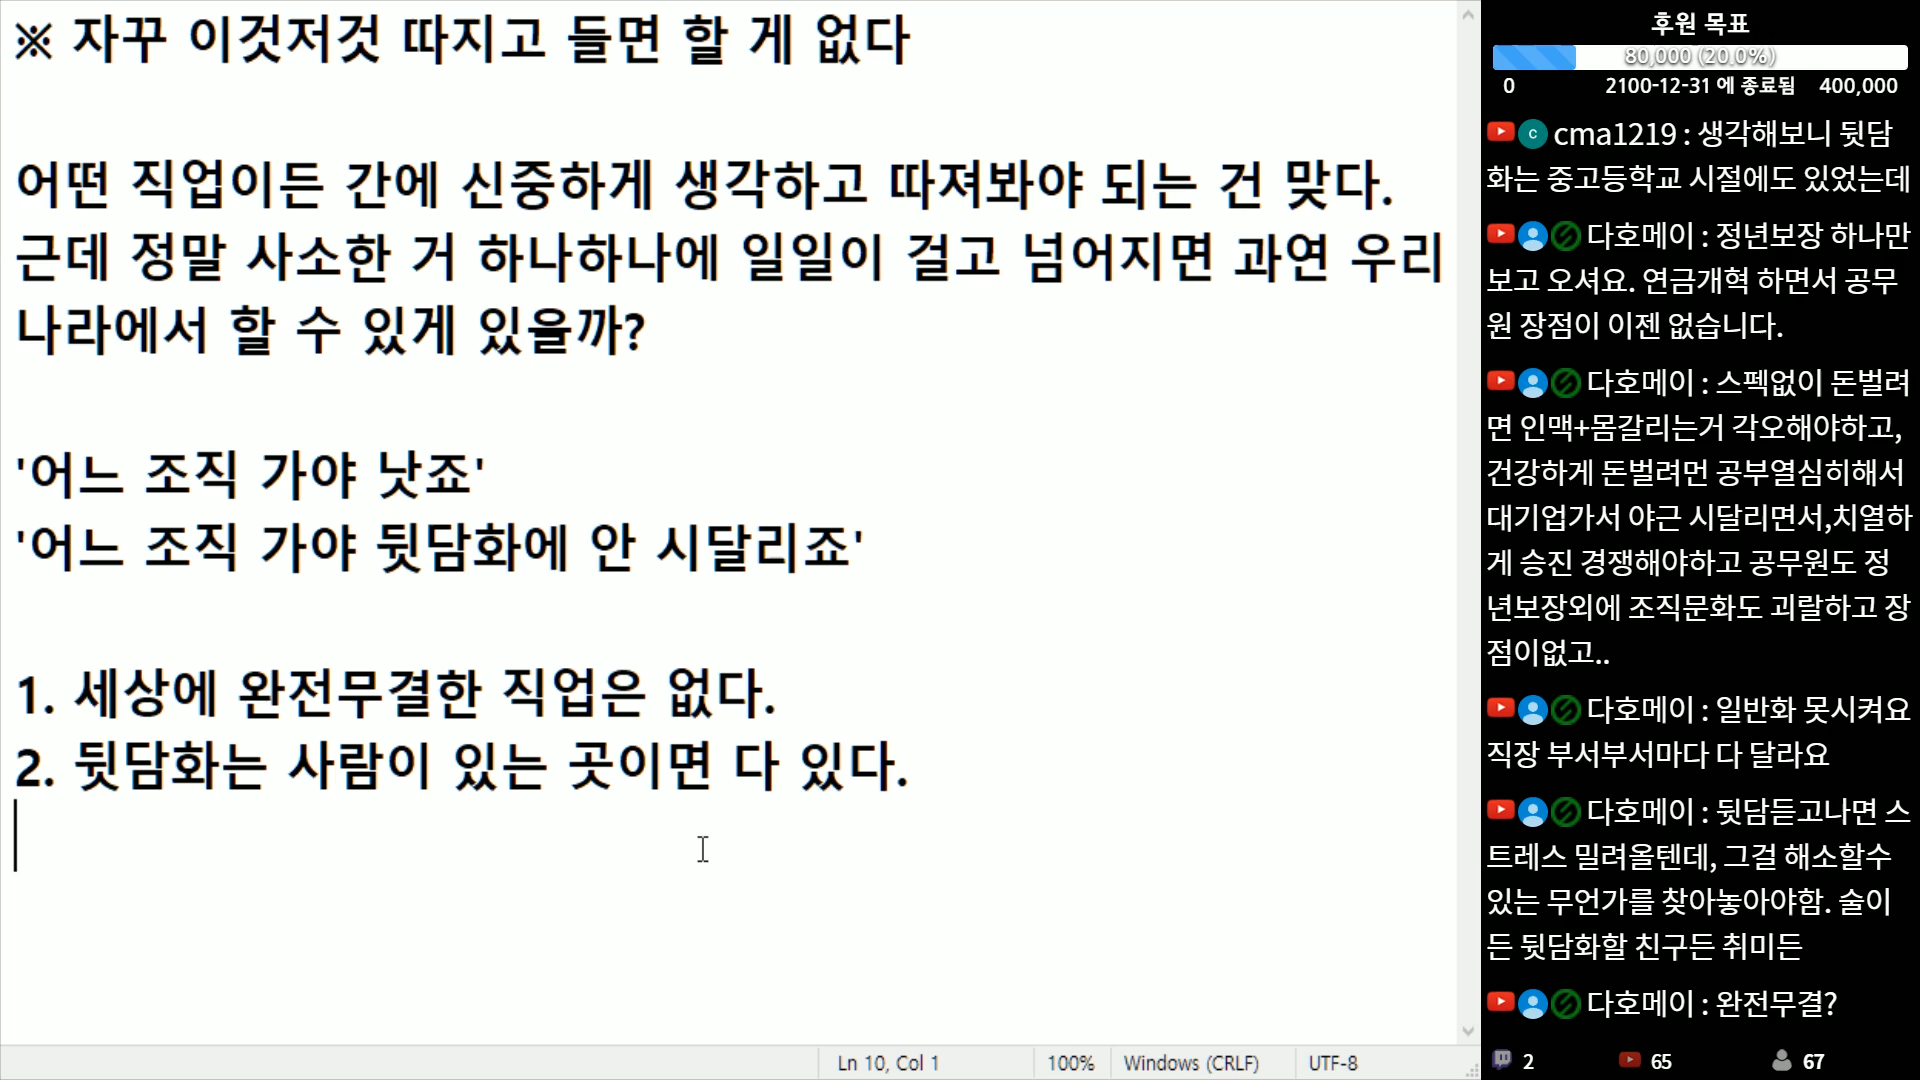 ※ 자꾸 이것저것 따지고 들면 할 게 없다
어떤 직업이든 간에 신중하게 생각하고 따져봐야 되는 건 맞다.
근데 정말 사소한 거 하나하나에 일일이 걸고 넘어지면 과연 우리
나라에서 할 수 있게 있을까?
'어느 조직 가야 낫죠'
'어느 조직 가야 뒷담화에 안 시달리죠'
1. 세상에 완전무결한 직업은 없다.
2. 뒷담화는 사람이 있는 곳이면 다 있다.
Ln 10, Col 1
100%
Windows (CRLF)
UTF-8
후원 목표
80,000 (20.0%)
0 2100-12-31 에 종료됨 400,000
C cma1219 : 생각해보니 뒷담
화는 중고등학교 시절에도 있었는데
다호메이 : 정년보장 하나만
보고 오셔요. 연금개혁 하면서 공무
원 장점이 이젠 없습니다.
다호메이 : 스펙없이 돈벌려
면 인맥+몸갈리는거 각오해야하고,
건강하게 돈벌려먼 공부열심히해서
대기업가서 야근 시달리면서,치열하
게 승진 경쟁해야하고 공무원도 정
년보장외에 조직문화도 괴랄하고 장
점이없고..
다호메이 : 일반화 못시켜요
직장 부서부서마다 다 달라요
다호메이 : 뒷담듣고나면 스
트레스 밀려올텐데, 그걸 해소할수
있는 무언가를 찾아놓아야함. 술이
든 뒷담화할 친구든 취미든
다호메이 : 완전무결?
2 65 67